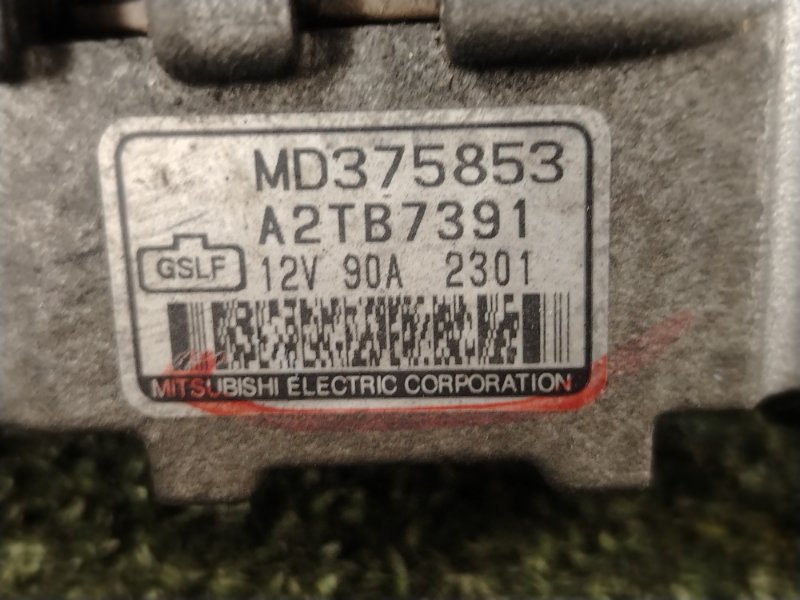 MD375853
A2TB7391
GSLF 12V 90A 2301
MITSUBISHI ELECTRIC CORPORATION